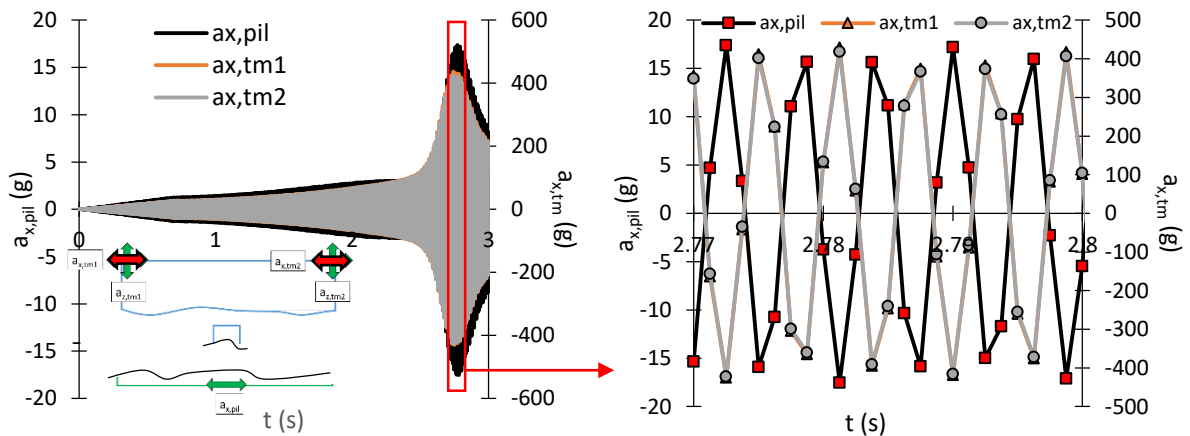 20
15
10
5
0
-5
-10
-15
-20
a_x,pil (g)
ax,pil
ax,tm1
ax,tm2
0
1
2
3
t (s)
600
400
200
0
-200
-400
-600
a_x,tm (g)
a_x,tm1
a_z,tm1
a_x,tm2
a_z,tm2
a_x,pil
ax,pil
ax,tm1
ax,tm2
20
15
10
5
0
-5
-10
-15
-20
a_x,pil (g)
2.77
2.78
2.79
2.8
t (s)
500
400
300
200
100
0
-100
-200
-300
-400
-500
a_x,tm (g)